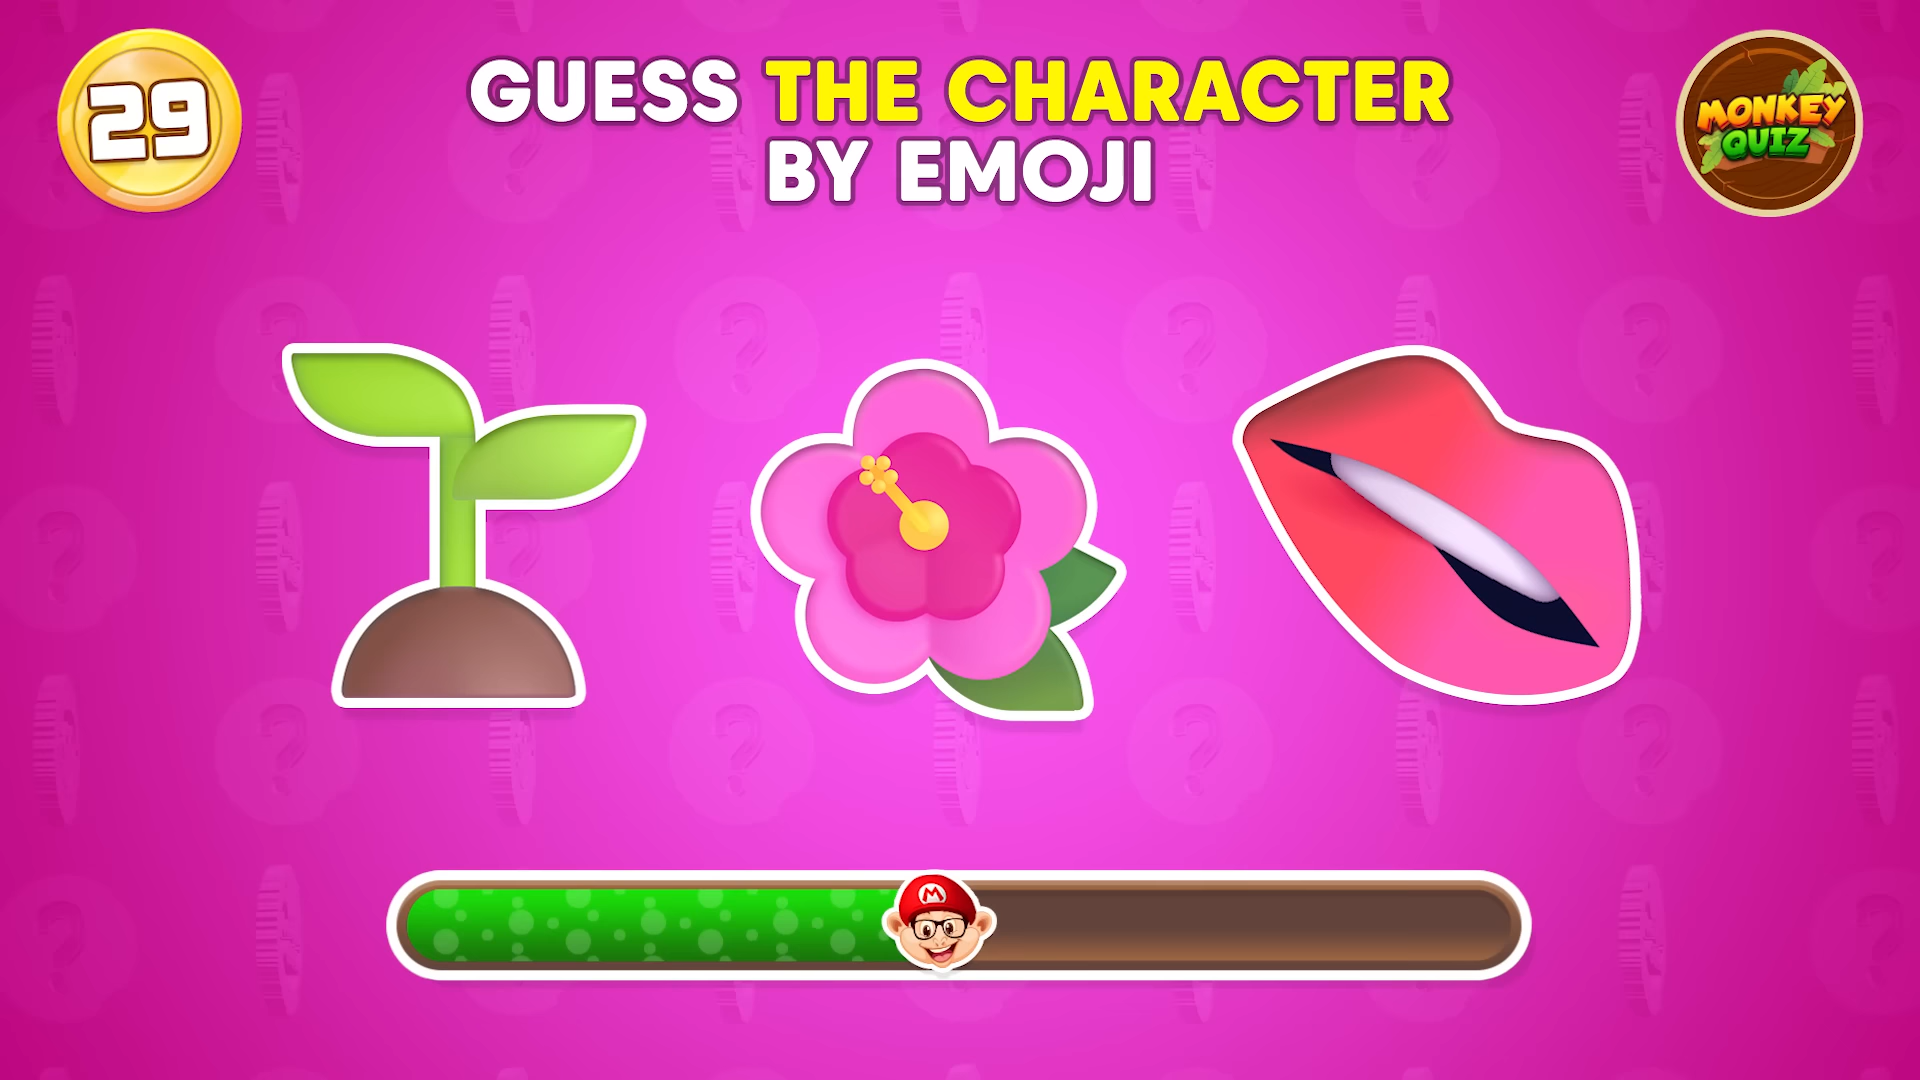 29
GUESS THE CHARACTER
BY EMOJI
MONKEY
QUIZ
M